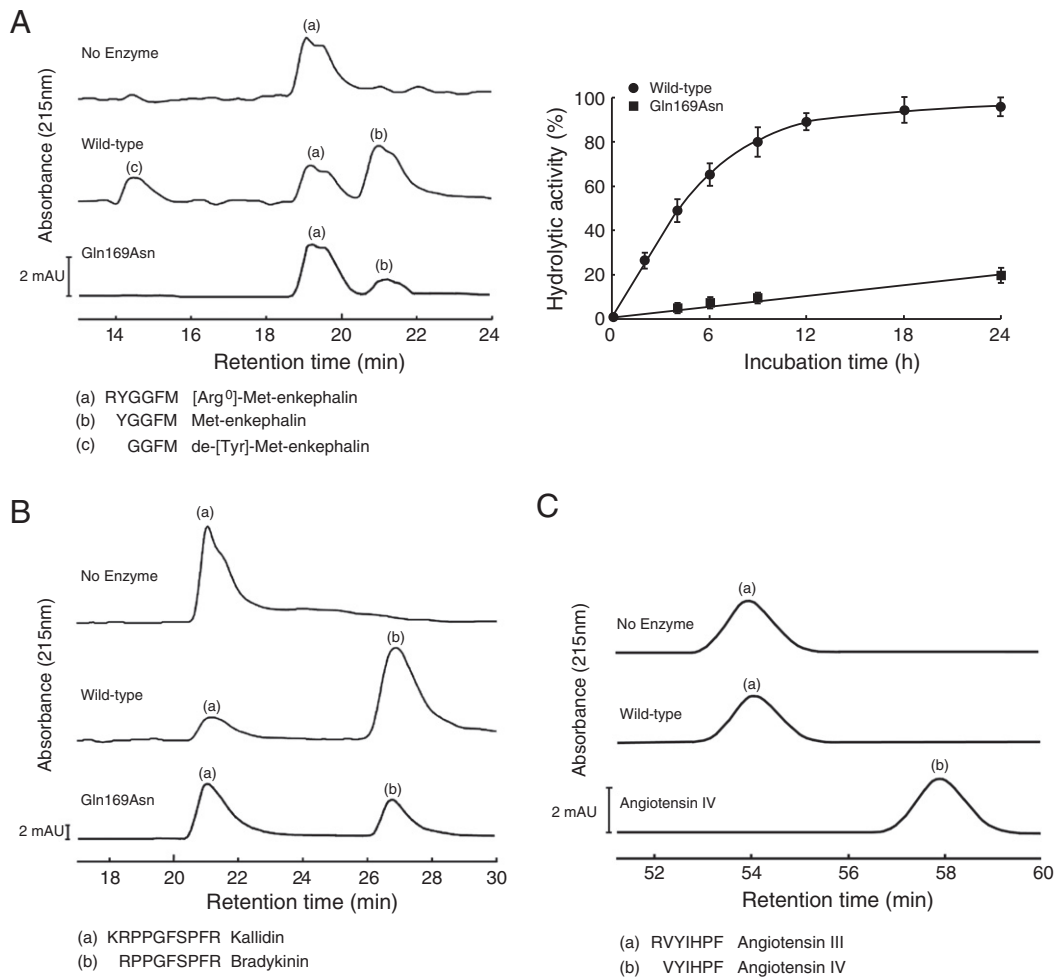 A
Absorbance (215nm)
No Enzyme
(a)
Wild-type
(c)
(a)
(b)
Gln169Asn
(a)
(b)
2 mAU
14 16 18 20 22 24
Retention time (min)
(a) RYGGFM [Arg⁰]-Met-enkephalin
(b) YGGFM Met-enkephalin
(c) GGFM de-[Tyr]-Met-enkephalin
Hydrolytic activity (%)
Wild-type
Gln169Asn
100
80
60
40
20
0
0 6 12 18 24
Incubation time (h)
B
Absorbance (215nm)
(a)
No Enzyme
Wild-type
(a)
(b)
Gln169Asn
(a)
(b)
2 mAU
18 20 22 24 26 28 30
Retention time (min)
(a) KRPPGFSPFR Kallidin
(b) RPPGFSPFR Bradykinin
C
Absorbance (215nm)
(a)
No Enzyme
(a)
Wild-type
(b)
Angiotensin IV
2 mAU
52 54 56 58 60
Retention time (min)
(a) RVYIHPF Angiotensin III
(b) VYIHPF Angiotensin IV